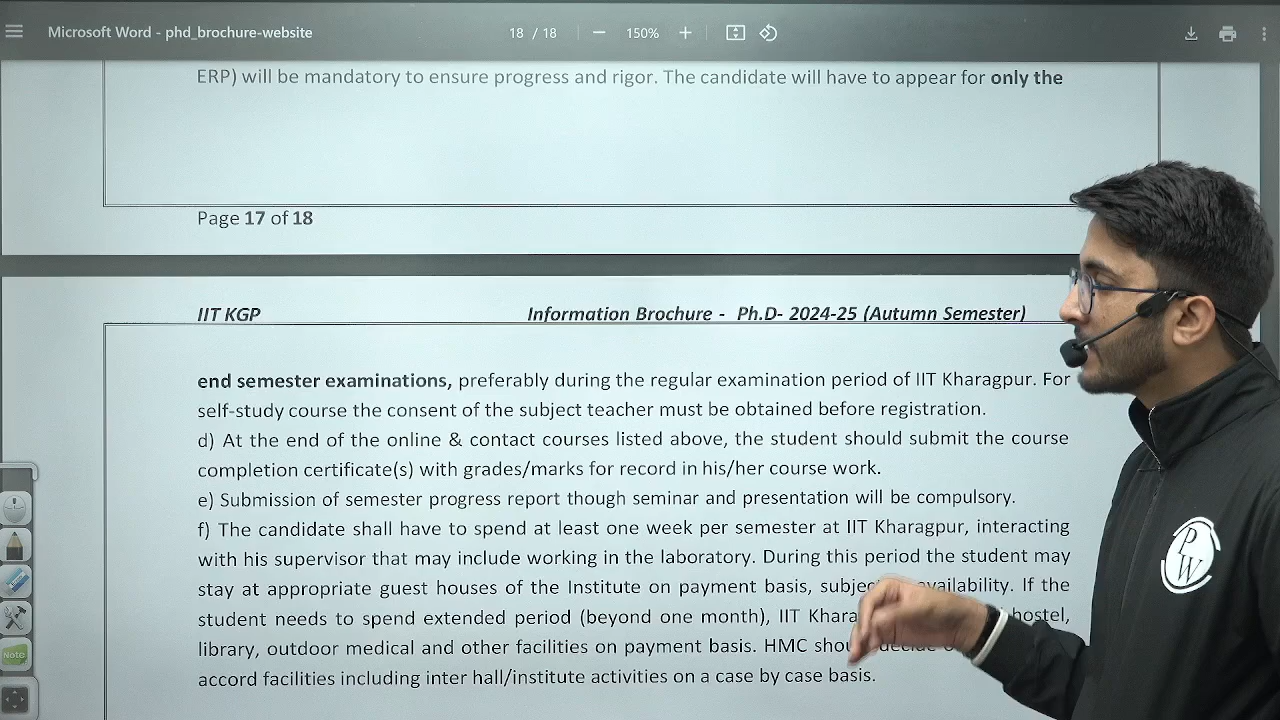 Microsoft Word - phd_brochure-website
18 / 18
150%
ERP) will be mandatory to ensure progress and rigor. The candidate will have to appear for only the
Page 17 of 18
IIT KGP Information Brochure - Ph.D- 2024-25 (Autumn Semester)
end semester examinations, preferably during the regular examination period of IIT Kharagpur. For
self-study course the consent of the subject teacher must be obtained before registration.
d) At the end of the online & contact courses listed above, the student should submit the course
completion certificate(s) with grades/marks for record in his/her course work.
e) Submission of semester progress report though seminar and presentation will be compulsory.
f) The candidate shall have to spend at least one week per semester at IIT Kharagpur, interacting
with his supervisor that may include working in the laboratory. During this period the student may
stay at appropriate guest houses of the Institute on payment basis, availability. If the
student needs to spend extended period (beyond one month), IIT hostel,
library, outdoor medical and other facilities on payment basis. HMC
accord facilities including inter hall/institute activities on a case by case basis.
Note
P
W